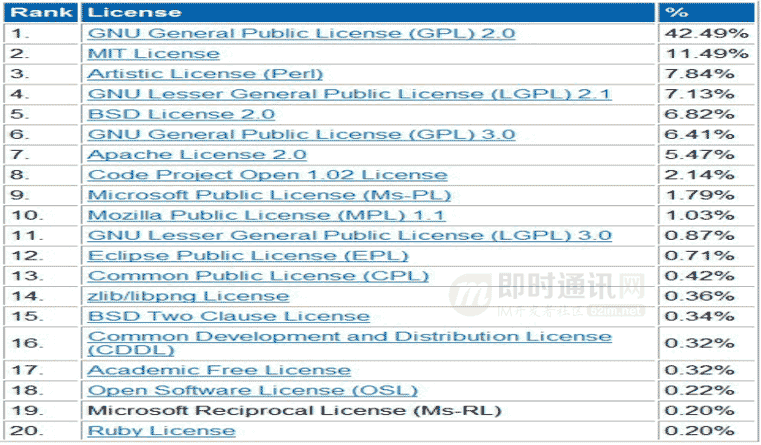 Rank License %
1. GNU General Public License (GPL) 2.0 42.49%
2. MIT License 11.49%
3. Artistic License (Perl) 7.84%
4. GNU Lesser General Public License (LGPL) 2.1 7.13%
5. BSD License 2.0 6.82%
6. GNU General Public License (GPL) 3.0 6.41%
7. Apache License 2.0 5.47%
8. Code Project Open 1.02 License 2.14%
9. Microsoft Public License (Ms-PL) 1.79%
10. Mozilla Public License (MPL) 1.1 1.03%
11. GNU Lesser General Public License (LGPL) 3.0 0.87%
12. Eclipse Public License (EPL) 0.71%
13. Common Public License (CPL) 0.42%
即时通讯网
14. zlib/libpng License 0.36%
IM开发者社区 52im.net
15. BSD Two Clause License 0.34%
16. Common Development and Distribution License 0.32%
(CDDL)
17. Academic Free License 0.32%
18. Open Software License (OSL) 0.22%
19. Microsoft Reciprocal License (Ms-RL) 0.20%
20. Ruby License 0.20%